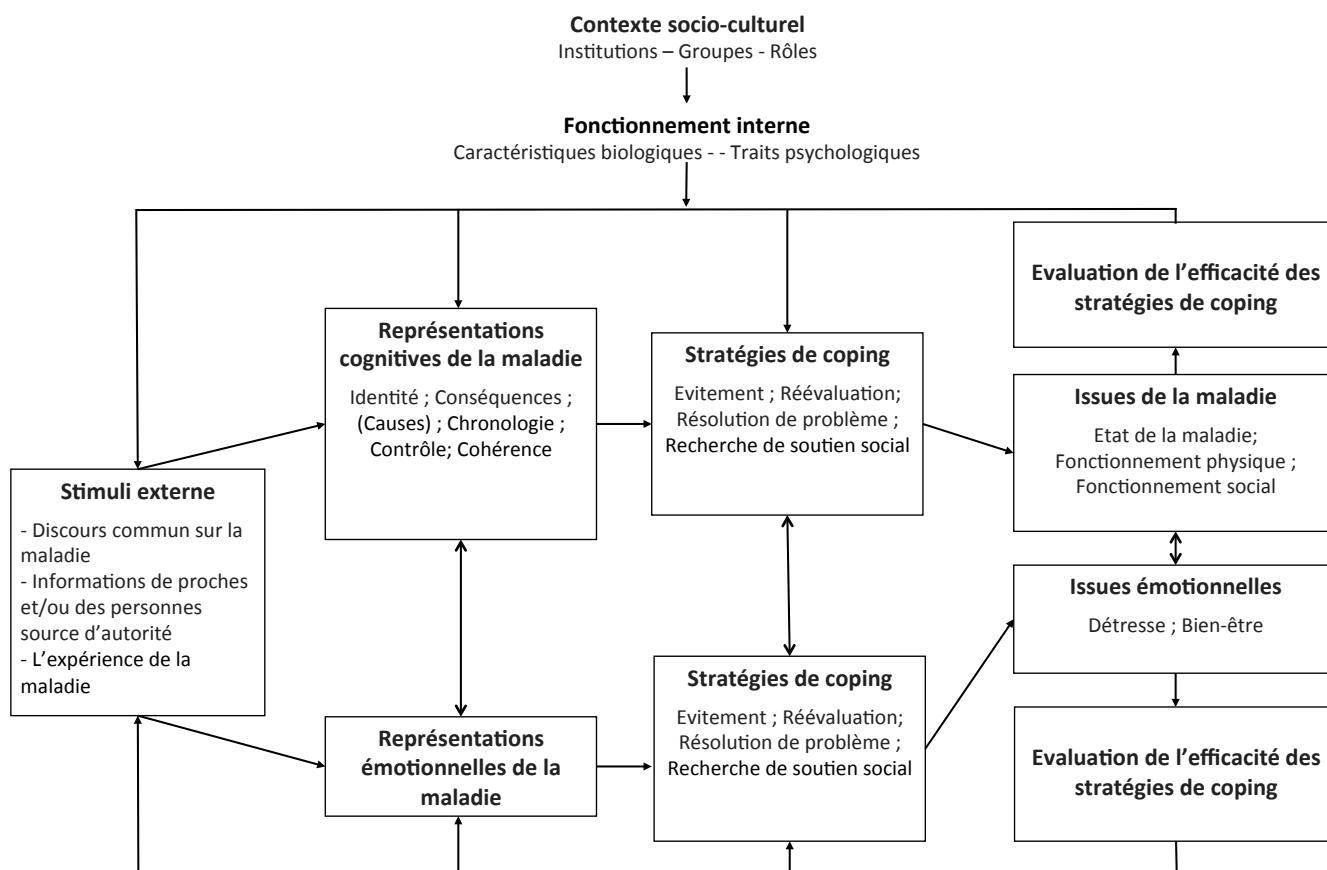 Contexte socio-culturel
Institutions – Groupes - Rôles
Fonctionnement interne
Caractéristiques biologiques - - Traits psychologiques
Evaluation de l’efficacité des
stratégies de coping
Représentations
cognitives de la maladie
Identité ; Conséquences ;
(Causes) ; Chronologie ;
Contrôle; Cohérence
Stratégies de coping
Evitement ; Réévaluation;
Résolution de problème ;
Recherche de soutien social
Issues de la maladie
Etat de la maladie;
Fonctionnement physique ;
Fonctionnement social
Stimuli externe
- Discours commun sur la
maladie
- Informations de proches
et/ou des personnes
source d’autorité
- L’expérience de la
maladie
Issues émotionnelles
Détresse ; Bien-être
Représentations
émotionnelles de la
maladie
Stratégies de coping
Evitement ; Réévaluation;
Résolution de problème ;
Recherche de soutien social
Evaluation de l’efficacité des
stratégies de coping